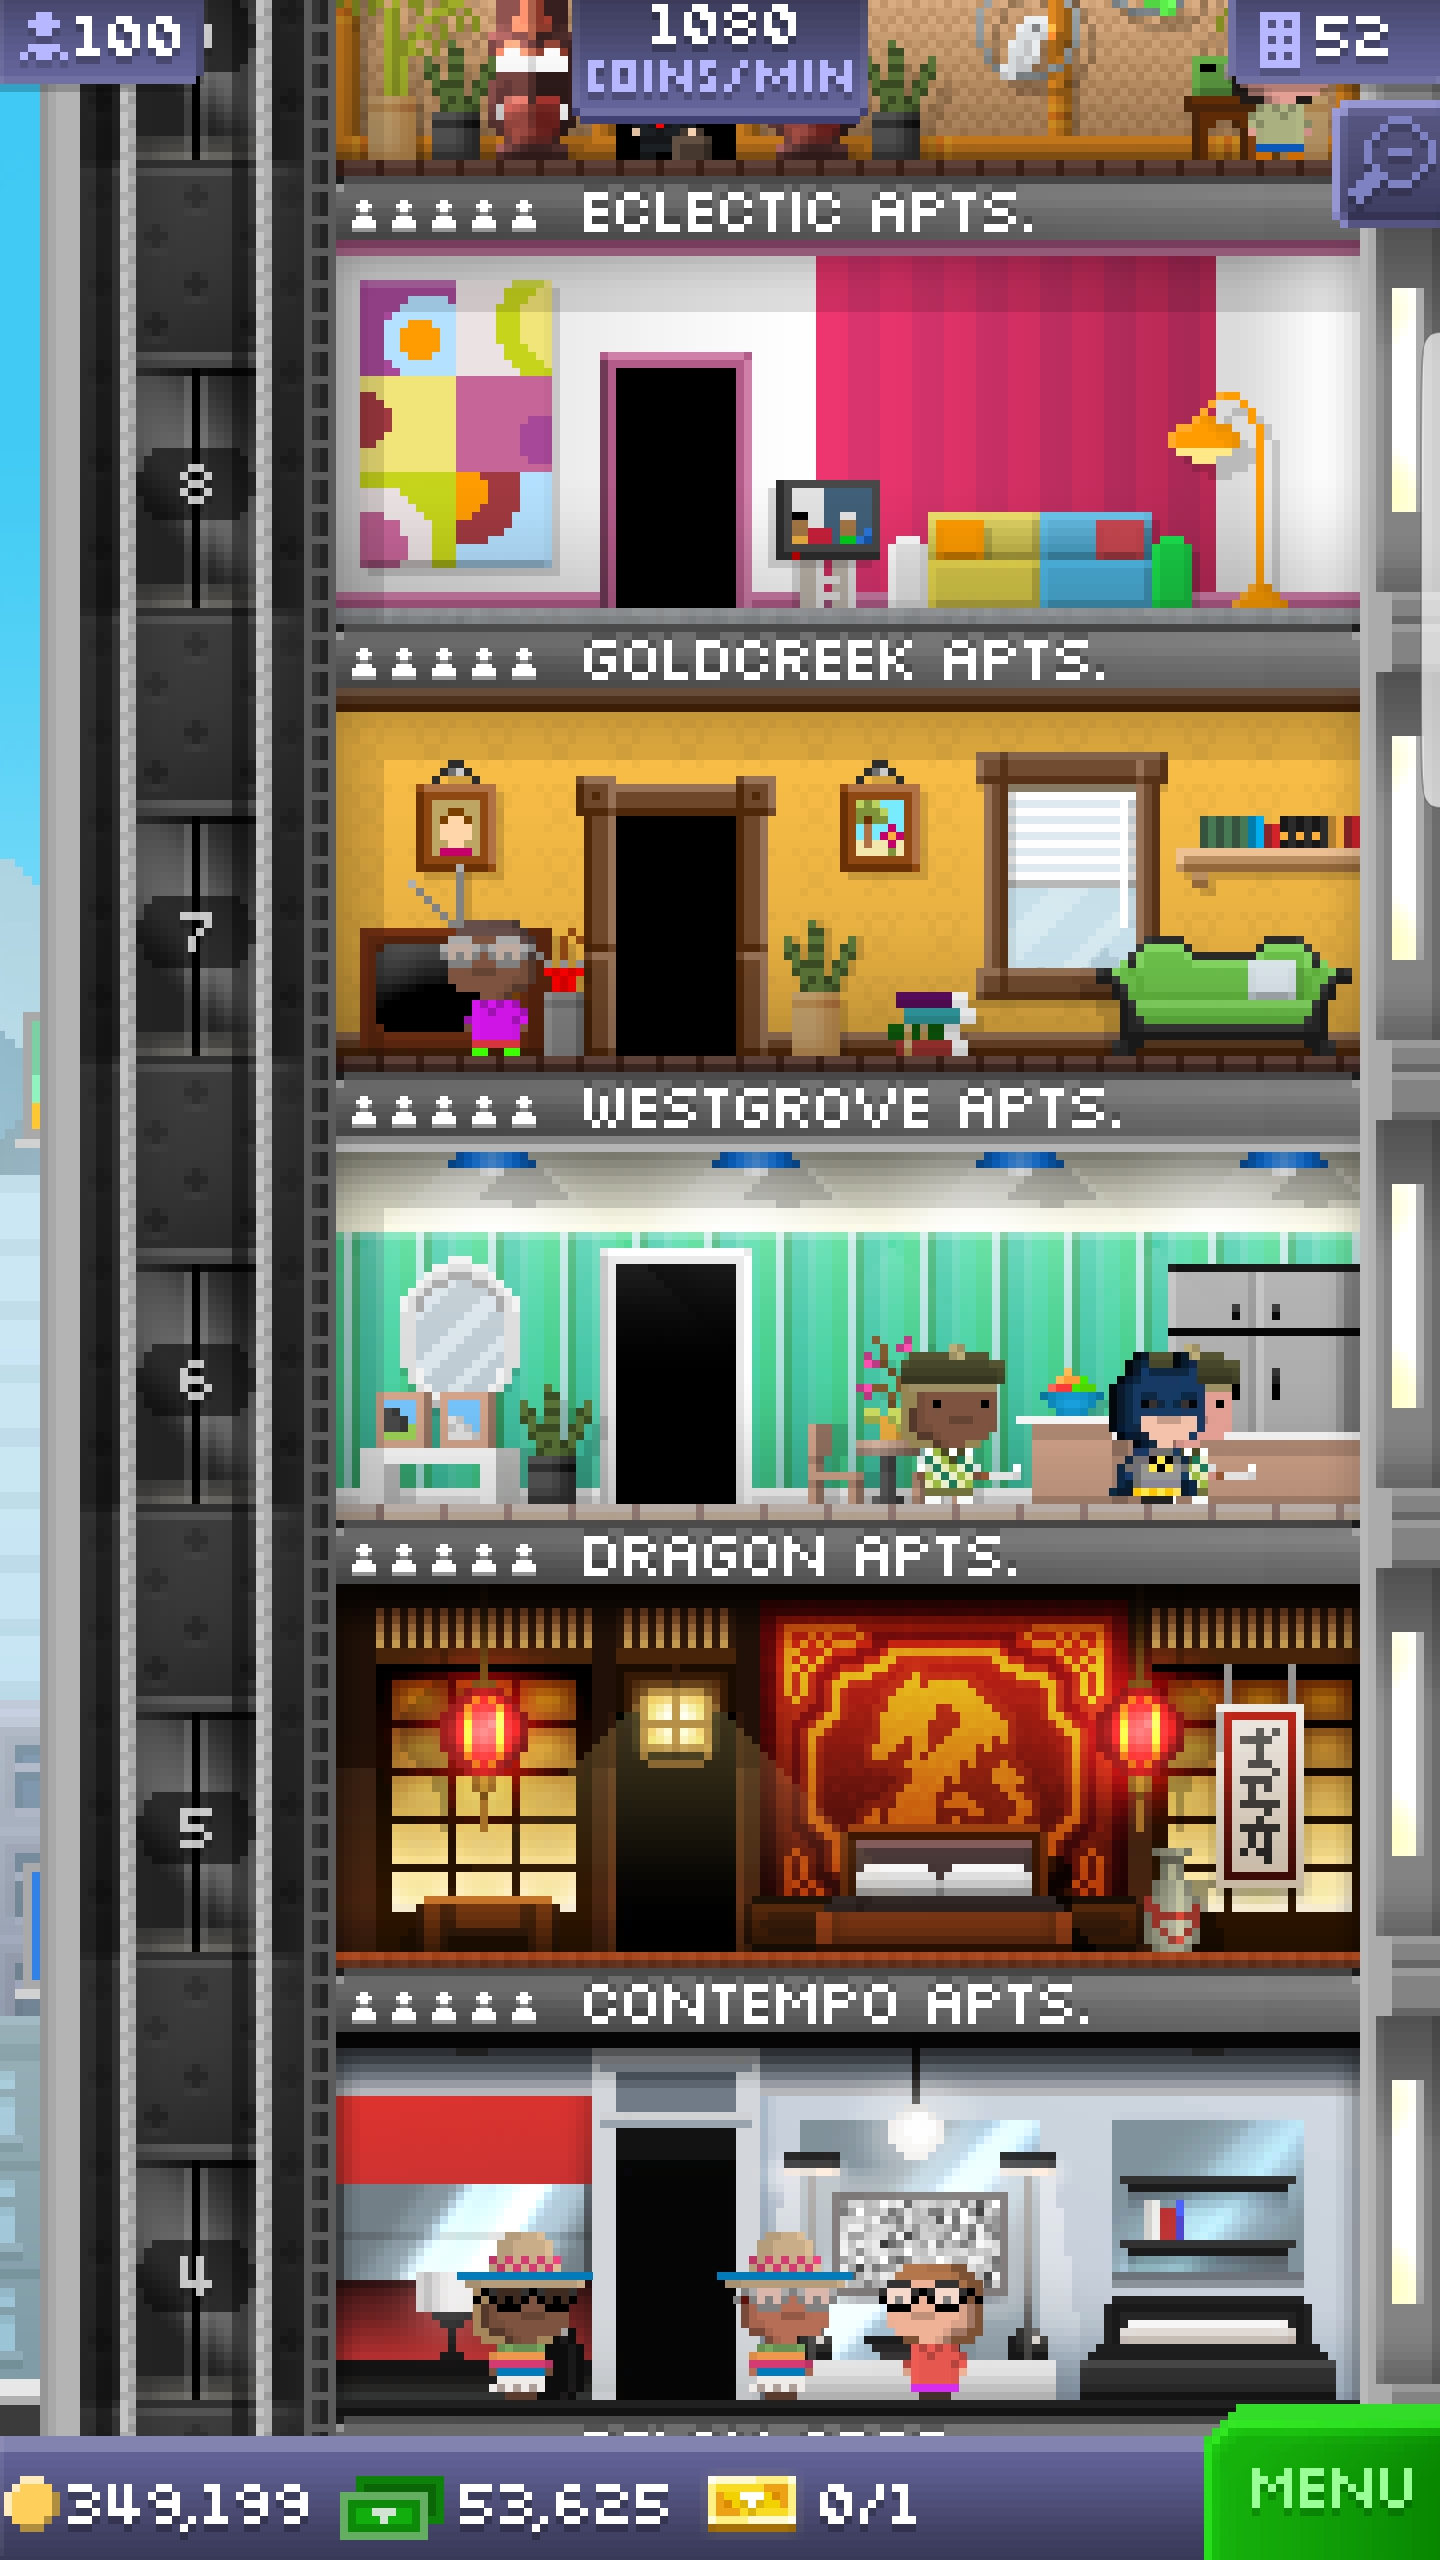 100
1080
COINS/MIN
52
ECLECTIC APTS.
8
GOLDCREEK APTS.
7
WESTGROVE APTS.
6
DRAGON APTS.
5
CONTEMPO APTS.
4
349,199
53,625
0/1
MENU